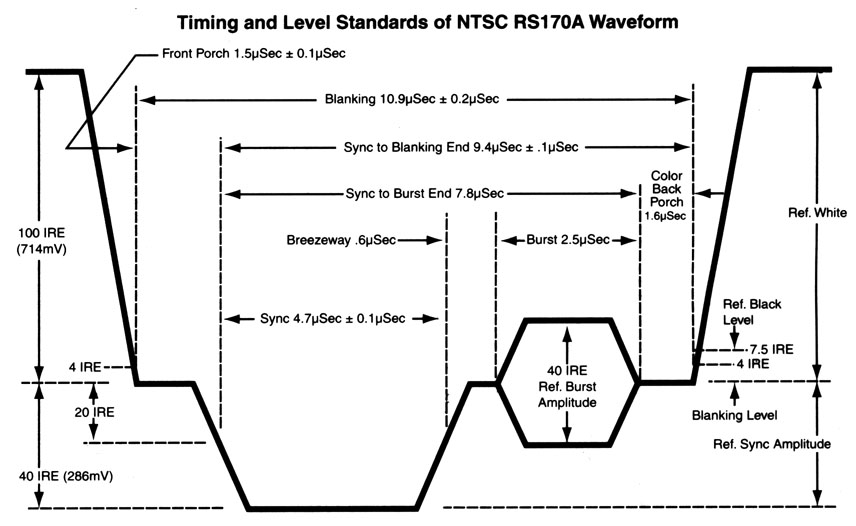 Timing and Level Standards of NTSC RS170A Waveform
Front Porch 1.5µSec ± 0.1µSec
Blanking 10.9µSec ± 0.2µSec
Sync to Blanking End 9.4µSec ± .1µSec
Sync to Burst End 7.8µSec
Color
Back
Porch
1.6µSec
100 IRE
(714mV)
Breezeway .6µSec
Burst 2.5µSec
Ref. White
Sync 4.7µSec ± 0.1µSec
Ref. Black
Level
7.5 IRE
4 IRE
4 IRE
40 IRE
Ref. Burst
Amplitude
20 IRE
Blanking Level
Ref. Sync Amplitude
40 IRE (286mV)